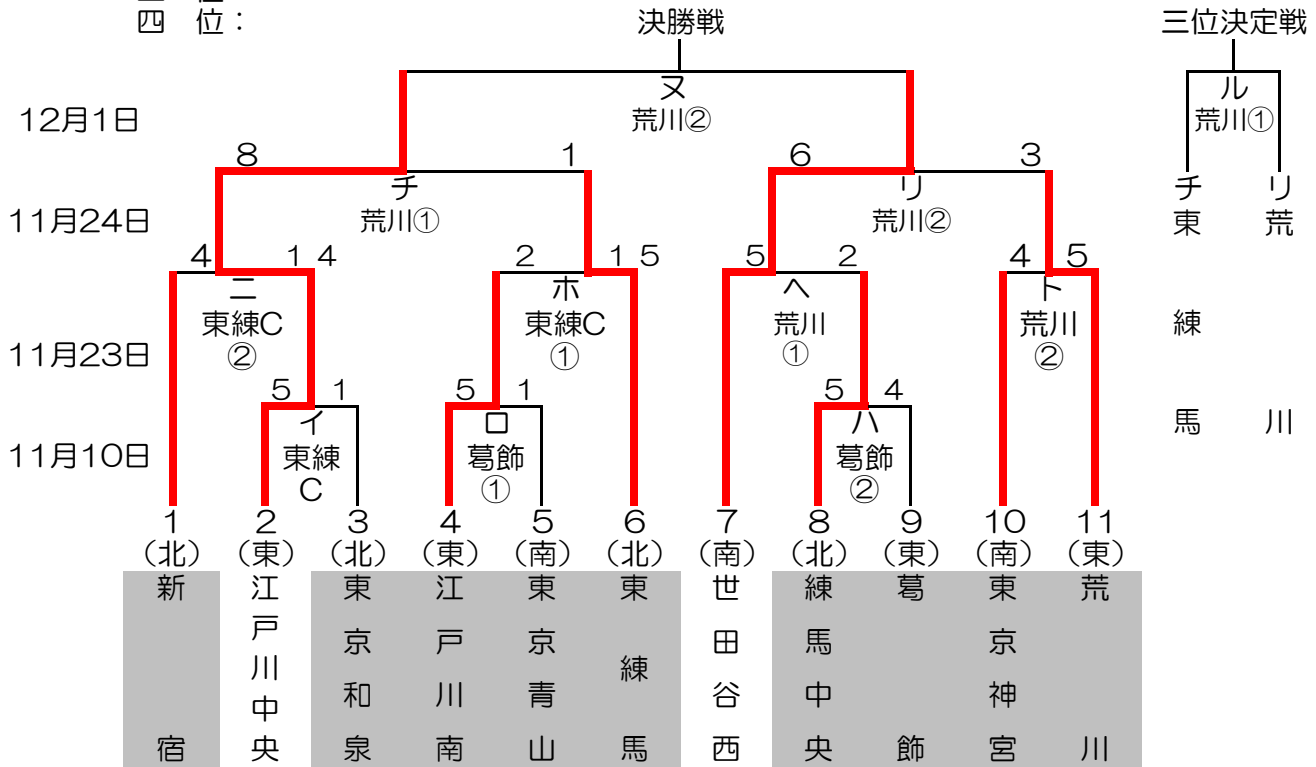 四 位：
決勝戦 三位決定戦
ヌ ル
12月1日 荒川② 荒川①
8 1 6 3
チ リ チ リ
11月24日 荒川① 荒川② 東 荒
4 14 2 15 5 2 4 5
ニ ホ ヘ ト
東練C 東練C 荒川 荒川 練
11月23日 ② ① ① ②
5 1 5 1 5 4
イ ロ ハ 馬 川
11月10日 東練 葛飾 葛飾
C ① ②
1 2 3 4 5 6 7 8 9 10 11
（北） （東） （北） （東） （南） （北） （南） （北） （東） （南） （東）
新宿
江戸川中央
東京和泉
江戸川南
東京青山
東練馬
世田谷西
練馬中央
葛飾
東京神宮
荒川